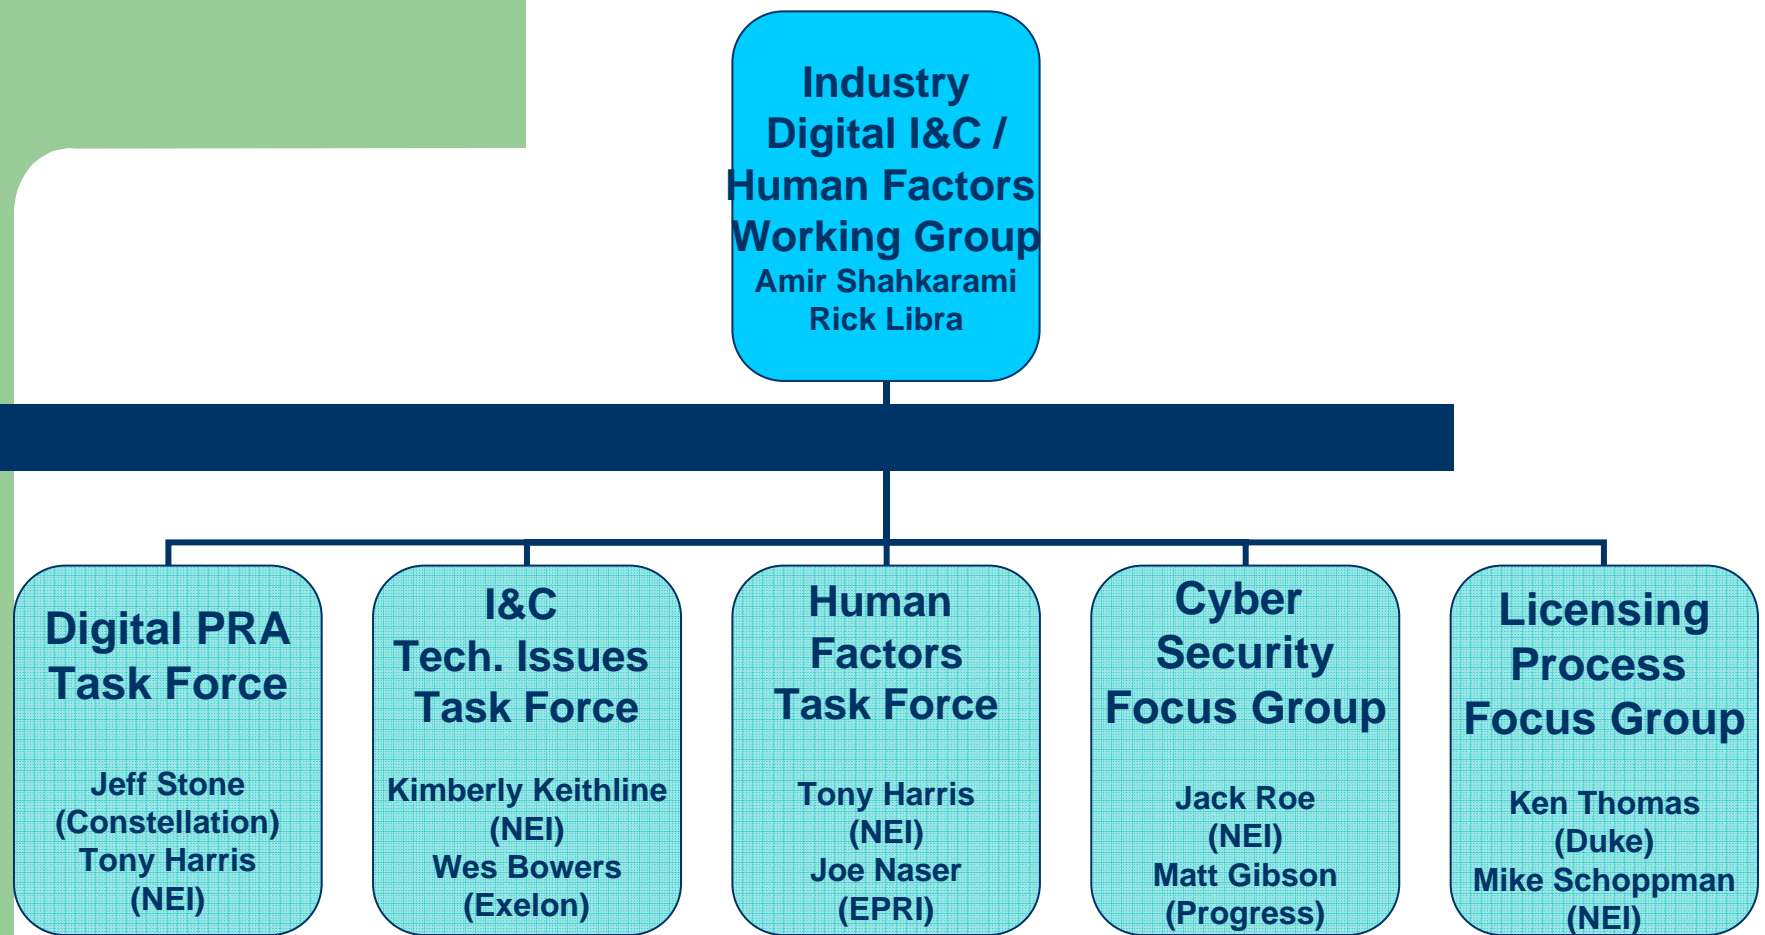 Industry
Digital I&C /
Human Factors
Working Group
Amir Shahkarami
Rick Libra
Digital PRA
Task Force
Jeff Stone
(Constellation)
Tony Harris
(NEI)
I&C
Tech. Issues
Task Force
Kimberly Keithline
(NEI)
Wes Bowers
(Exelon)
Human
Factors
Task Force
Tony Harris
(NEI)
Joe Naser
(EPRI)
Cyber
Security
Focus Group
Jack Roe
(NEI)
Matt Gibson
(Progress)
Licensing
Process
Focus Group
Ken Thomas
(Duke)
Mike Schoppman
(NEI)